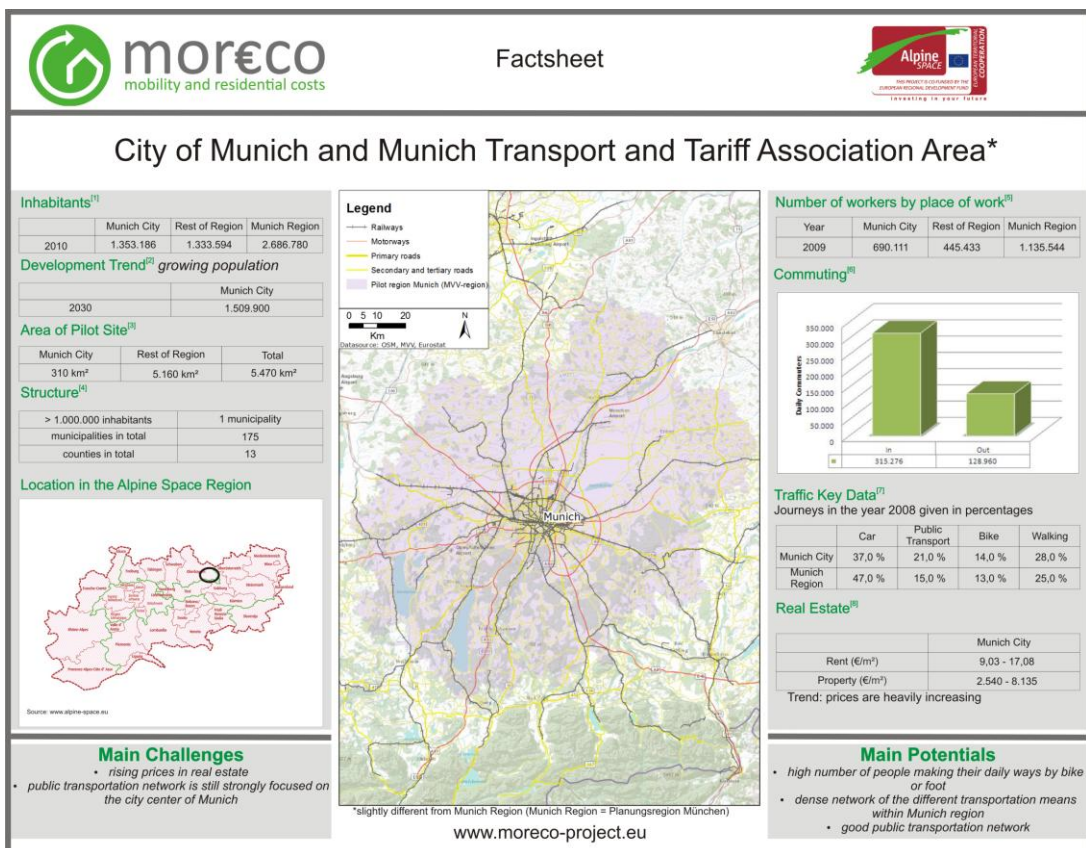 mor€co
mobility and residential costs
Factsheet
Alpine
SPACE
EUROPEAN TERRITORIAL
COOPERATION
THIS PROJECT IS CO-FUNDED BY THE
EUROPEAN REGIONAL DEVELOPMENT FUND
investing in your future
City of Munich and Munich Transport and Tariff Association Area*
Inhabitants[1]
Munich City Rest of Region Munich Region
2010 1.353.186 1.333.594 2.686.780
Development Trend[2] growing population
Munich City
2030 1.509.900
Area of Pilot Site[3]
Munich City Rest of Region Total
310 km² 5.160 km² 5.470 km²
Structure[4]
> 1.000.000 inhabitants 1 municipality
municipalities in total 175
counties in total 13
Location in the Alpine Space Region
Source: www.alpine-space.eu
Main Challenges
• rising prices in real estate
• public transportation network is still strongly focused on
the city center of Munich
Legend
Railways
Motorways
Primary roads
Secondary and tertiary roads
Pilot region Munich (MVV-region)
0 5 10 20
Km
N
Datasource: OSM, MVV, Eurostat
Munich
*slightly different from Munich Region (Munich Region = Planungsregion München)
www.moreco-project.eu
Number of workers by place of work[5]
Year Munich City Rest of Region Munich Region
2009 690.111 445.433 1.135.544
Commuting[6]
Daily Commuters
350.000
300.000
250.000
200.000
150.000
100.000
50.000
0
In Out
315.276 128.960
Traffic Key Data[7]
Journeys in the year 2008 given in percentages
Car Public Transport Bike Walking
Munich City 37,0 % 21,0 % 14,0 % 28,0 %
Munich Region 47,0 % 15,0 % 13,0 % 25,0 %
Real Estate[8]
Munich City
Rent (€/m²) 9,03 - 17,08
Property (€/m²) 2.540 - 8.135
Trend: prices are heavily increasing
Main Potentials
• high number of people making their daily ways by bike
or foot
• dense network of the different transportation means
within Munich region
• good public transportation network